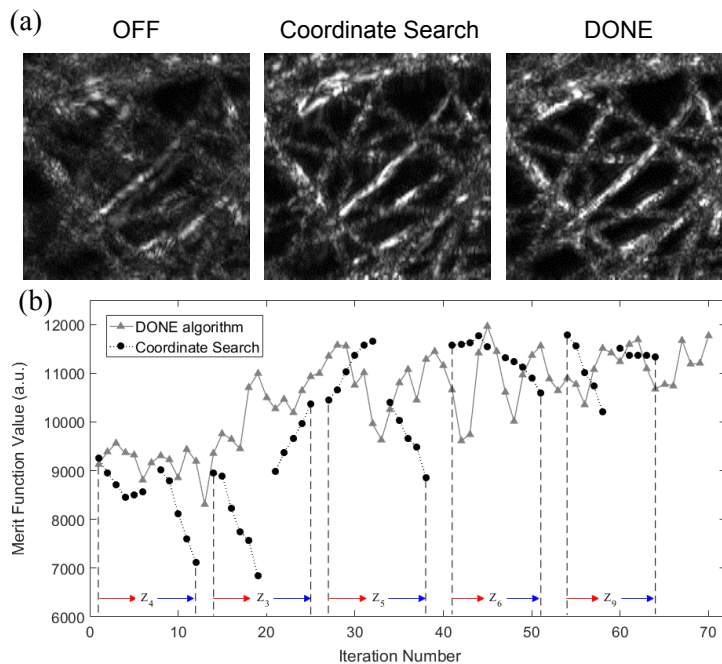 (a)
OFF
Coordinate Search
DONE
(b)
12000
11000
10000
9000
8000
7000
6000
Merit Function Value (a.u.)
DONE algorithm
Coordinate Search
Z4
Z3
Z5
Z6
Z9
0 10 20 30 40 50 60 70
Iteration Number